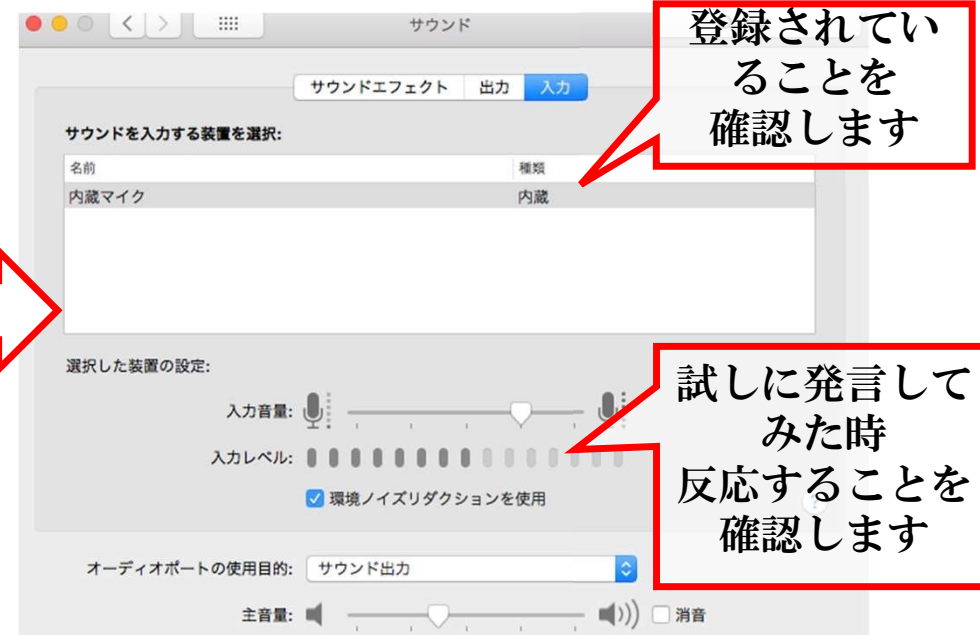 サウンド
登録されてい
ることを
確認します
サウンドエフェクト 出力 入力
サウンドを入力する装置を選択:
名前 種類
内蔵マイク 内蔵
選択した装置の設定:
入力音量:
入力レベル:
環境ノイズリダクションを使用
試しに発言して
みた時
反応することを
確認します
オーディオポートの使用目的: サウンド出力
主音量: 消音